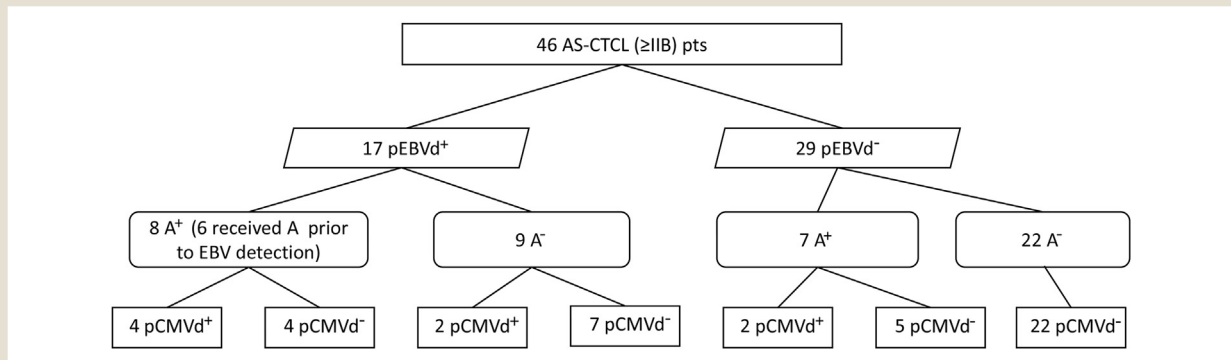 46 AS-CTCL (≥IIB) pts
17 pEBVd⁺
29 pEBVd⁻
8 A⁺ (6 received A prior
to EBV detection)
9 A⁻
7 A⁺
22 A⁻
4 pCMVd⁺
4 pCMVd⁻
2 pCMVd⁺
7 pCMVd⁻
2 pCMVd⁺
5 pCMVd⁻
22 pCMVd⁻